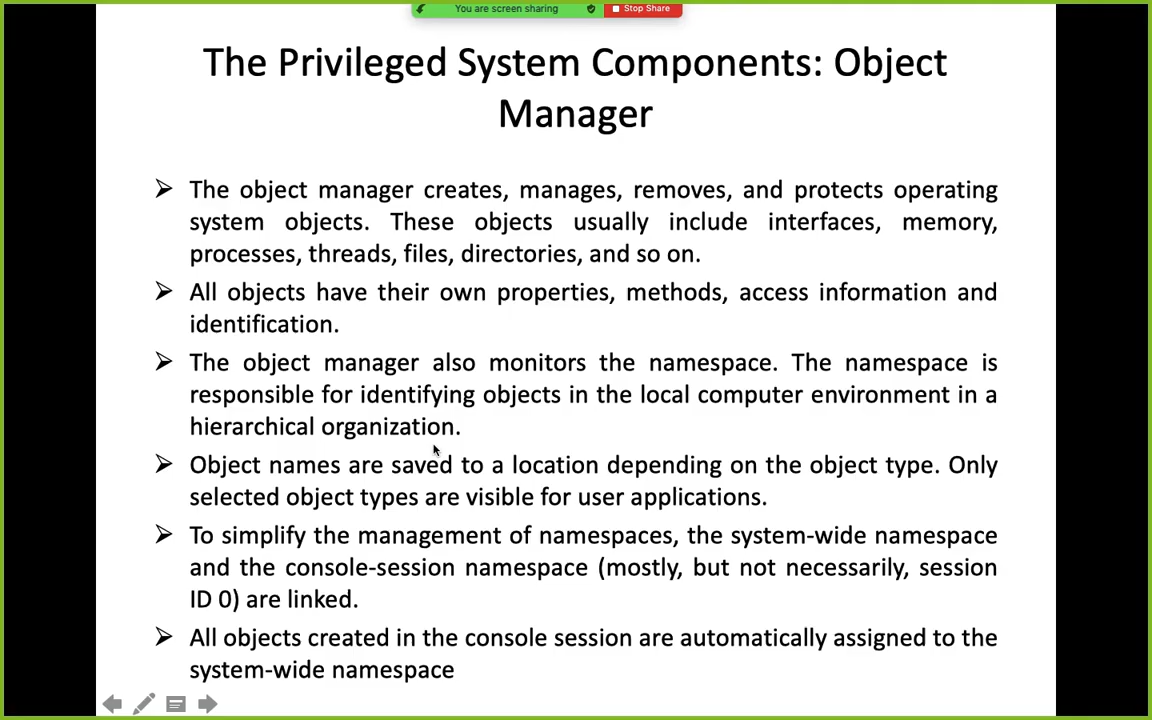 You are screen sharing Stop Share
The Privileged System Components: Object
Manager
The object manager creates, manages, removes, and protects operating
system objects. These objects usually include interfaces, memory,
processes, threads, files, directories, and so on.
All objects have their own properties, methods, access information and
identification.
The object manager also monitors the namespace. The namespace is
responsible for identifying objects in the local computer environment in a
hierarchical organization.
Object names are saved to a location depending on the object type. Only
selected object types are visible for user applications.
To simplify the management of namespaces, the system-wide namespace
and the console-session namespace (mostly, but not necessarily, session
ID 0) are linked.
All objects created in the console session are automatically assigned to the
system-wide namespace